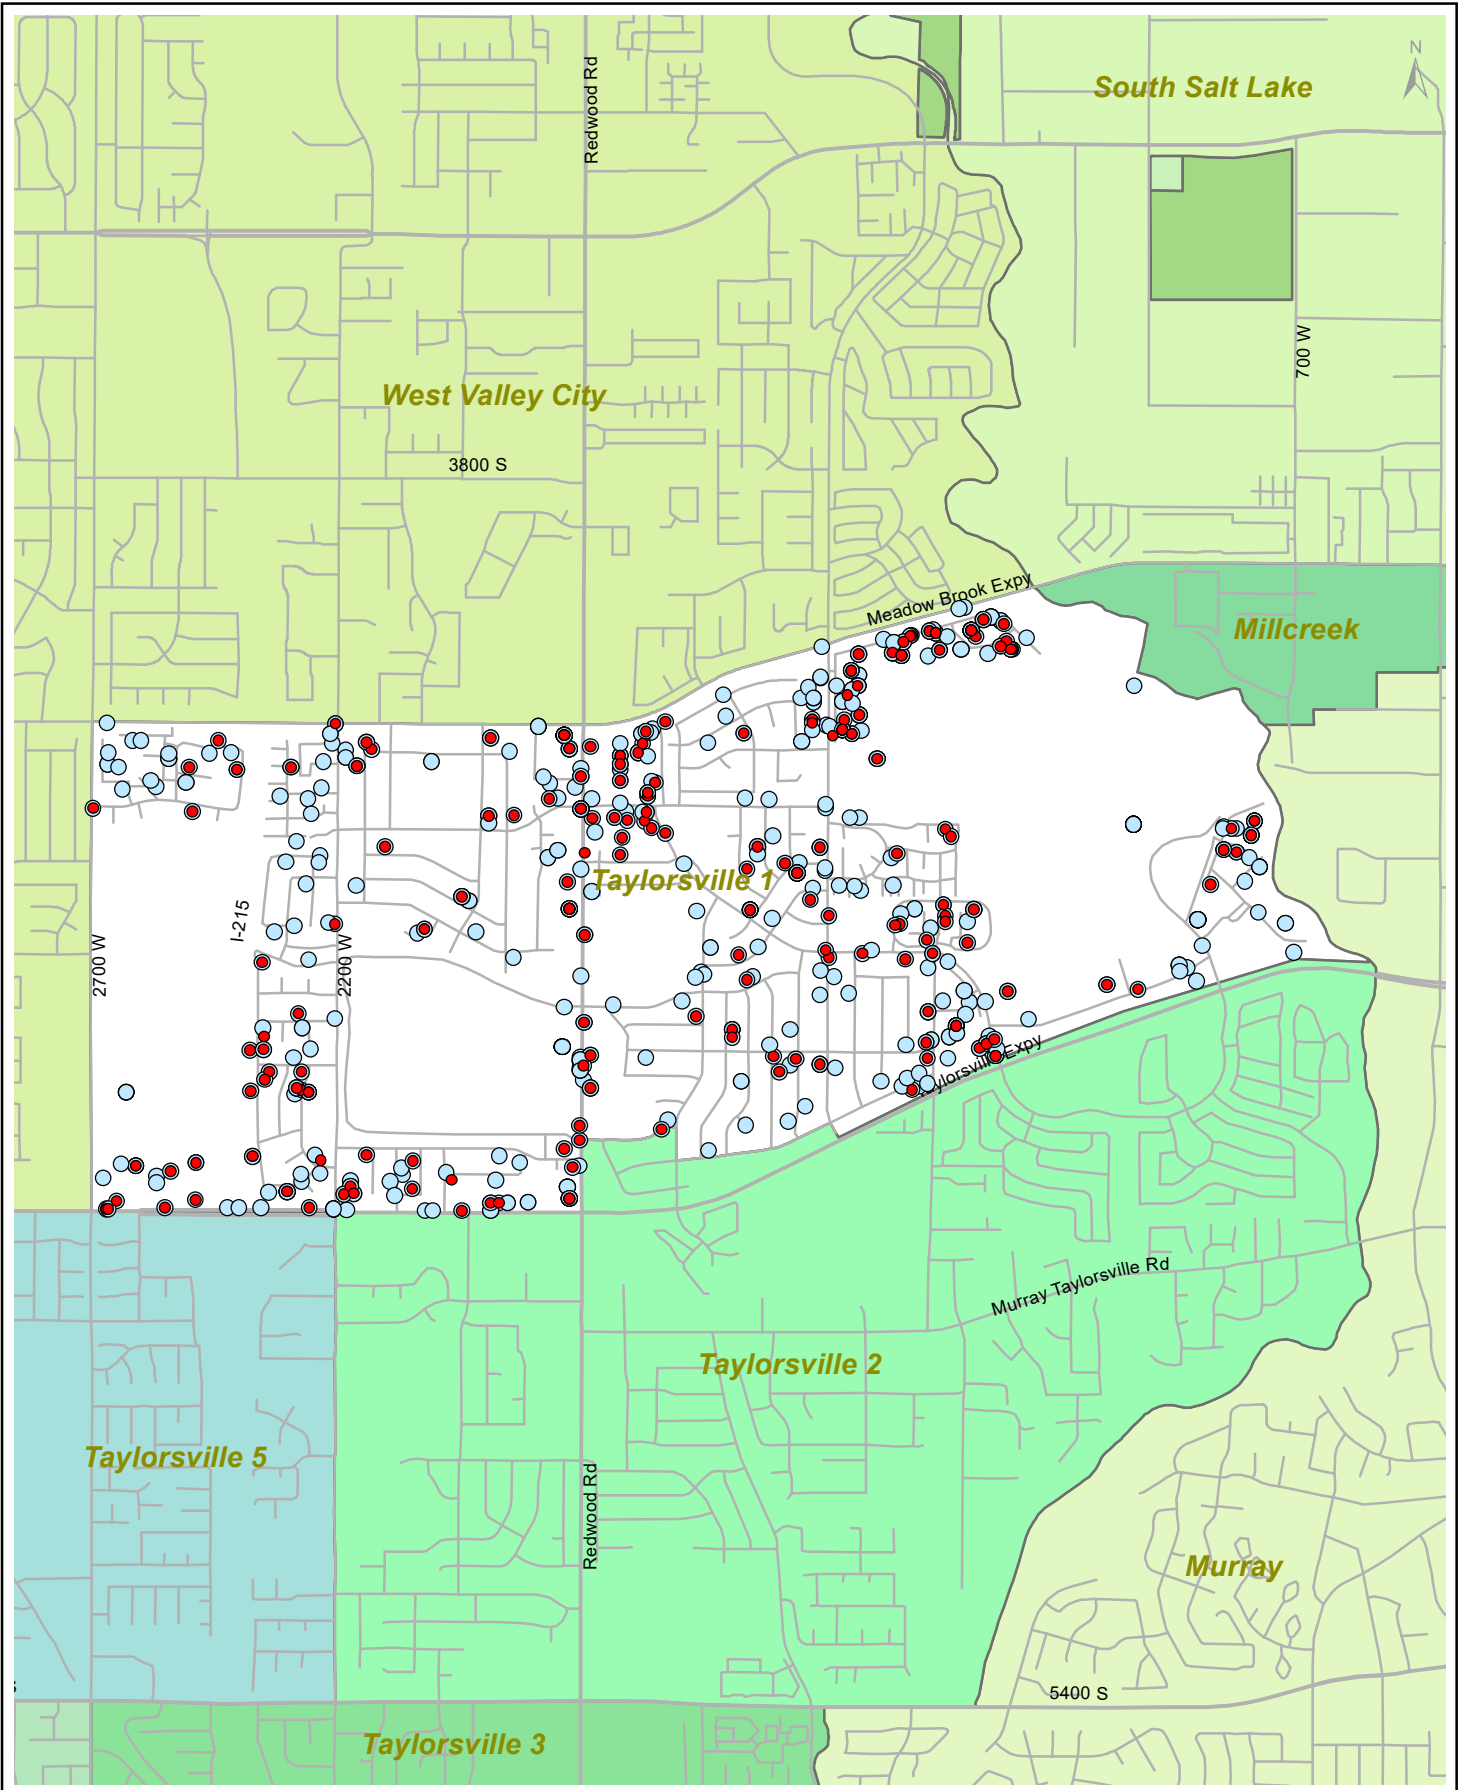 N
South Salt Lake
Redwood Rd
700 W
West Valley City
3800 S
Meadow Brook Expy
Millcreek
Taylorsville 1
I-215
2700 W
2200 W
Taylorsville Expy
Murray Taylorsville Rd
Taylorsville 2
Taylorsville 5
Redwood Rd
Murray
5400 S
Taylorsville 3